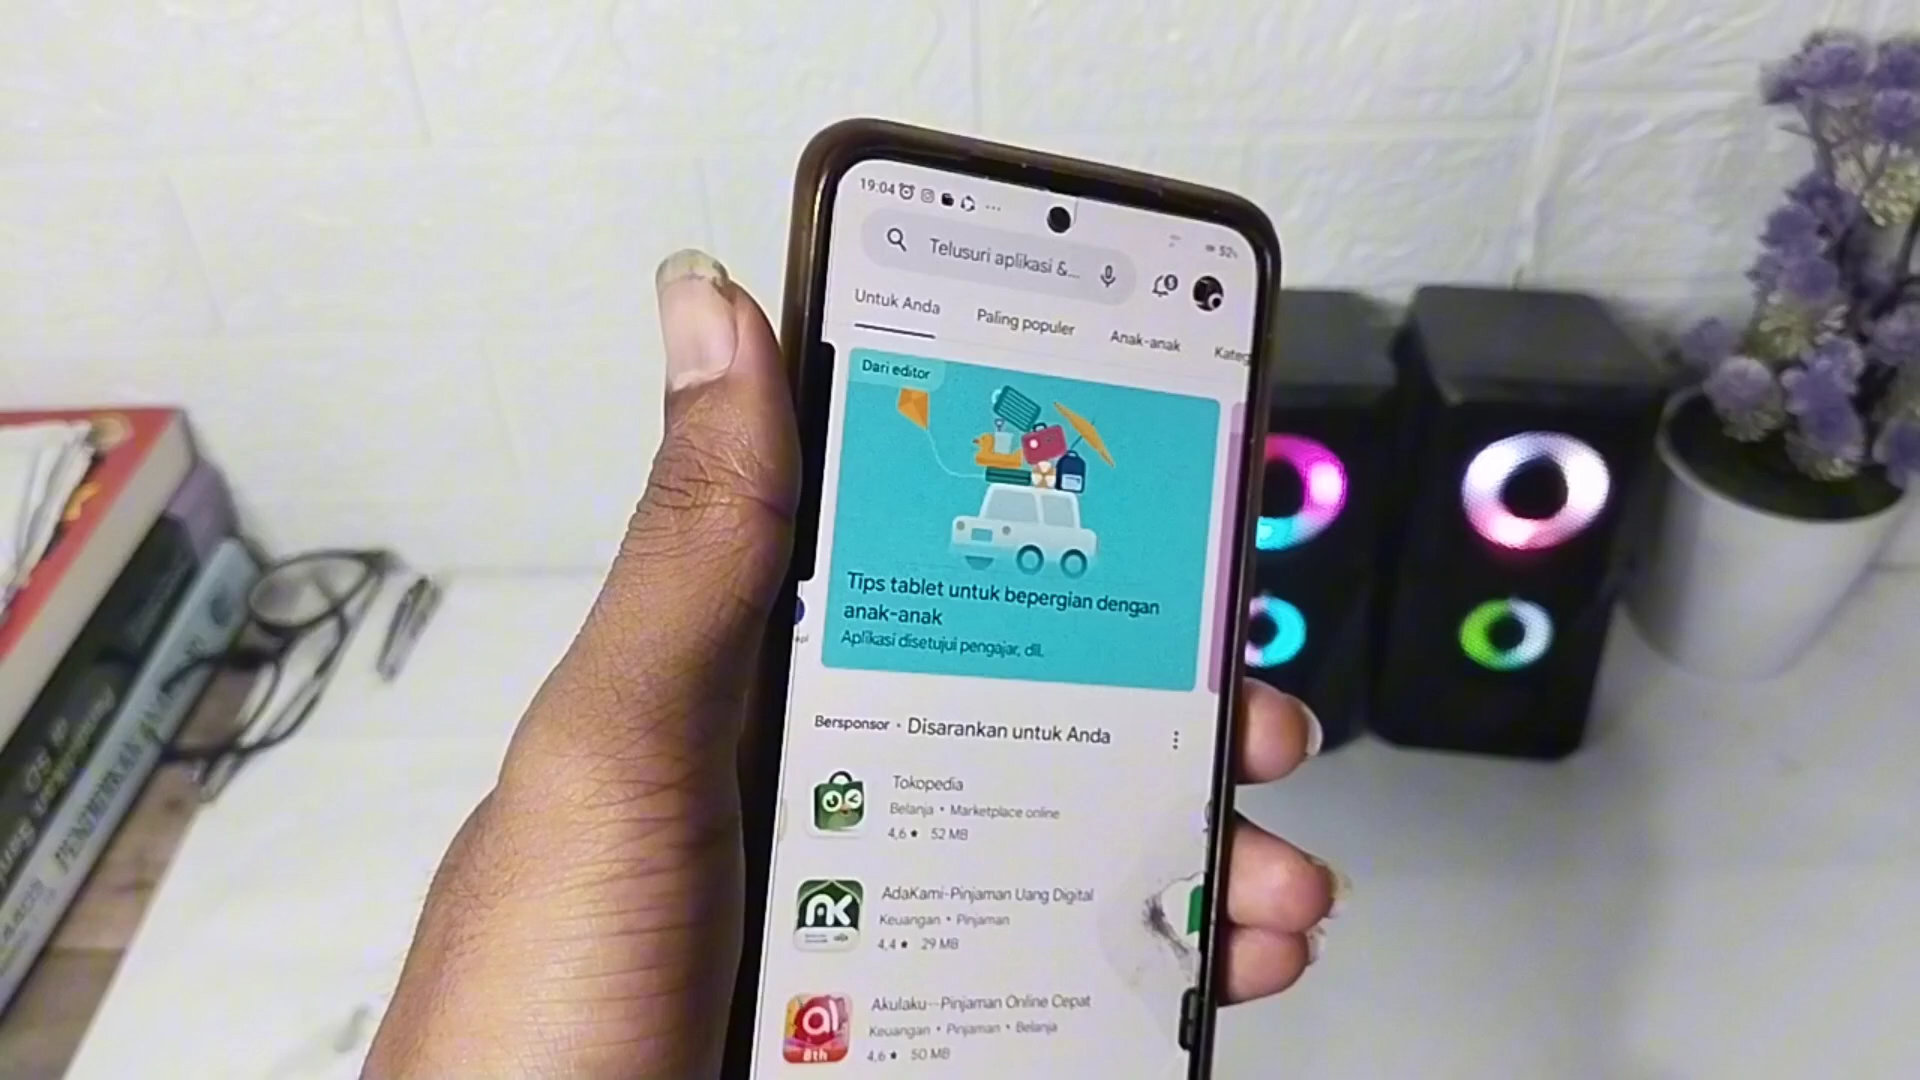 19:04
52%
Telusuri aplikasi &...
Untuk Anda
Paling populer
Anak-anak
Kateg
Dari editor
Tips tablet untuk bepergian dengan
anak-anak
Aplikasi disetujui pengajar, dll.
Bersponsor • Disarankan untuk Anda
Tokopedia
Belanja • Marketplace online
4,6 ★ 52 MB
AdaKami-Pinjaman Uang Digital
Keuangan • Pinjaman
4,4 ★ 29 MB
Akulaku--Pinjaman Online Cepat
Keuangan • Pinjaman • Belanja
4,6 ★ 50 MB
8th